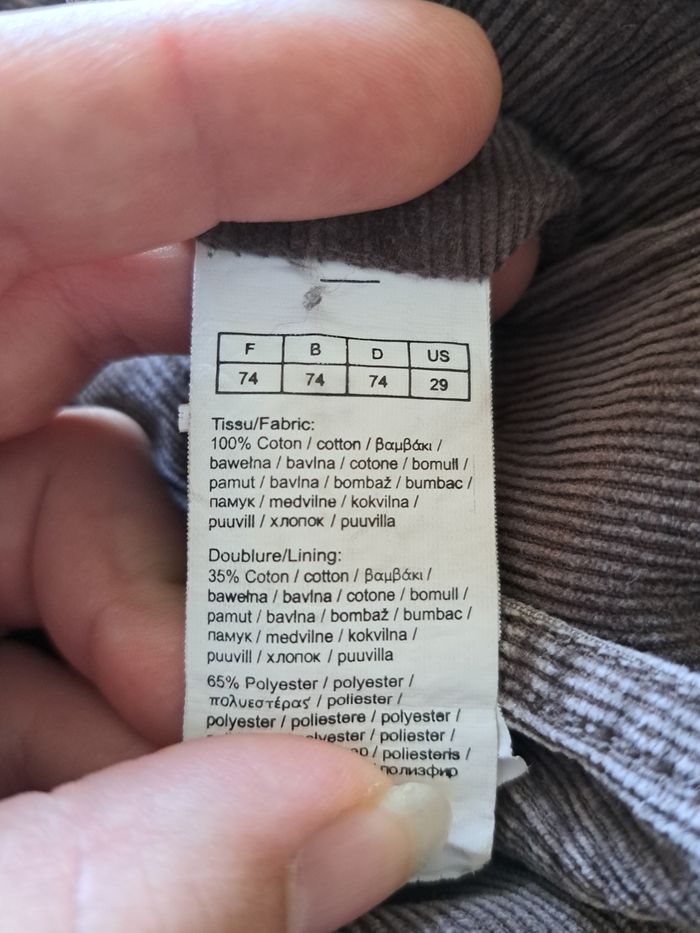 F B D US
74 74 74 29
Tissu/Fabric:
100% Coton / cotton / βαμβάκι /
bawełna / bavlna / cotone / bomull /
pamut / bavlna / bombaž / bumbac /
памук / medvilne / kokvilna /
puuvill / хлопок / puuvilla
Doublure/Lining:
35% Coton / cotton / βαμβάκι /
bawełna / bavlna / cotone / bomull /
pamut / bavlna / bombaž / bumbac /
памук / medvilne / kokvilna /
puuvill / хлопок / puuvilla
65% Polyester / polyester /
πολυεστέρας / poliester /
polyester / poliestere / polyester /
/ poliester /
/ poliesteris /
полизфир